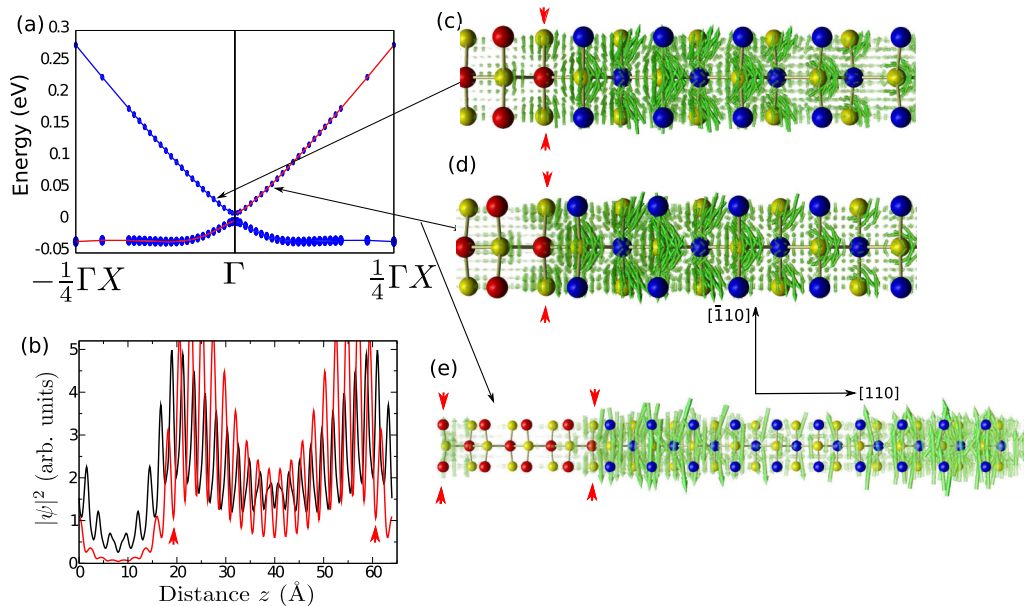 (a)
0.3
0.25
0.2
0.15
0.1
0.05
0
-0.05
Energy (eV)
−1/4ΓX
Γ
1/4ΓX
(b)
5
4
3
2
1
0
|ψ|² (arb. units)
0 10 20 30 40 50 60
Distance z (Å)
(c)
(d)
[1̄10]
[110]
(e)